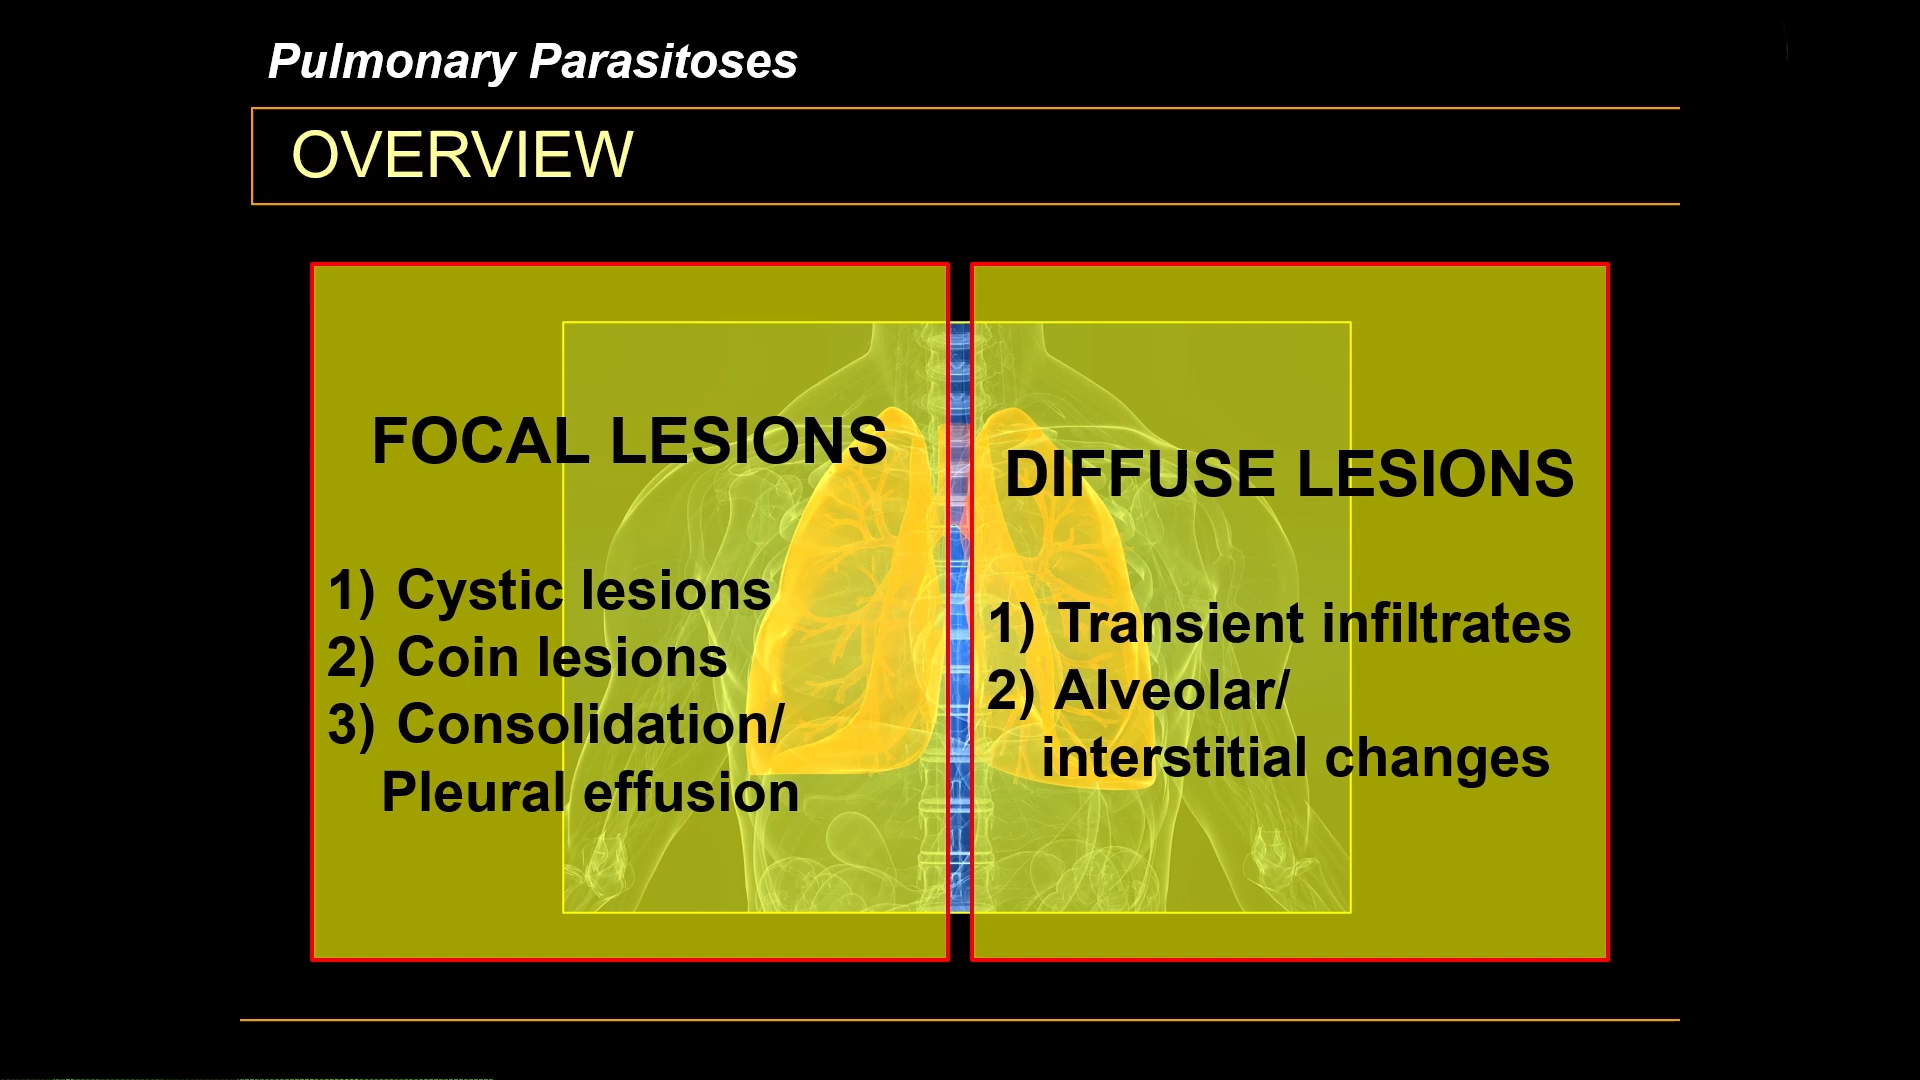 Pulmonary Parasitoses
OVERVIEW
FOCAL LESIONS
1) Cystic lesions
2) Coin lesions
3) Consolidation/
Pleural effusion
DIFFUSE LESIONS
1) Transient infiltrates
2) Alveolar/
interstitial changes